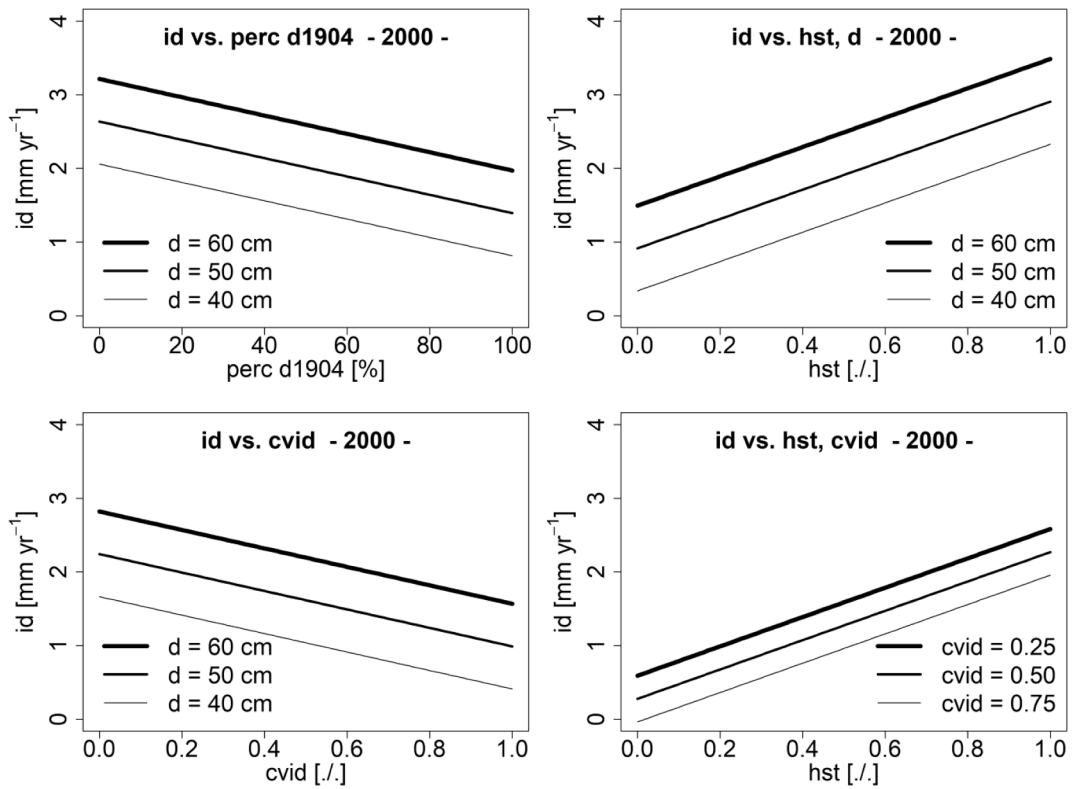 id vs. perc d1904 - 2000 -
id [mm yr⁻¹]
4
3
2
1
0
d = 60 cm
d = 50 cm
d = 40 cm
0 20 40 60 80 100
perc d1904 [%]
id vs. hst, d - 2000 -
id [mm yr⁻¹]
4
3
2
1
0
d = 60 cm
d = 50 cm
d = 40 cm
0.0 0.2 0.4 0.6 0.8 1.0
hst [./.]
id vs. cvid - 2000 -
id [mm yr⁻¹]
4
3
2
1
0
d = 60 cm
d = 50 cm
d = 40 cm
0.0 0.2 0.4 0.6 0.8 1.0
cvid [./.]
id vs. hst, cvid - 2000 -
id [mm yr⁻¹]
4
3
2
1
0
cvid = 0.25
cvid = 0.50
cvid = 0.75
0.0 0.2 0.4 0.6 0.8 1.0
hst [./.]